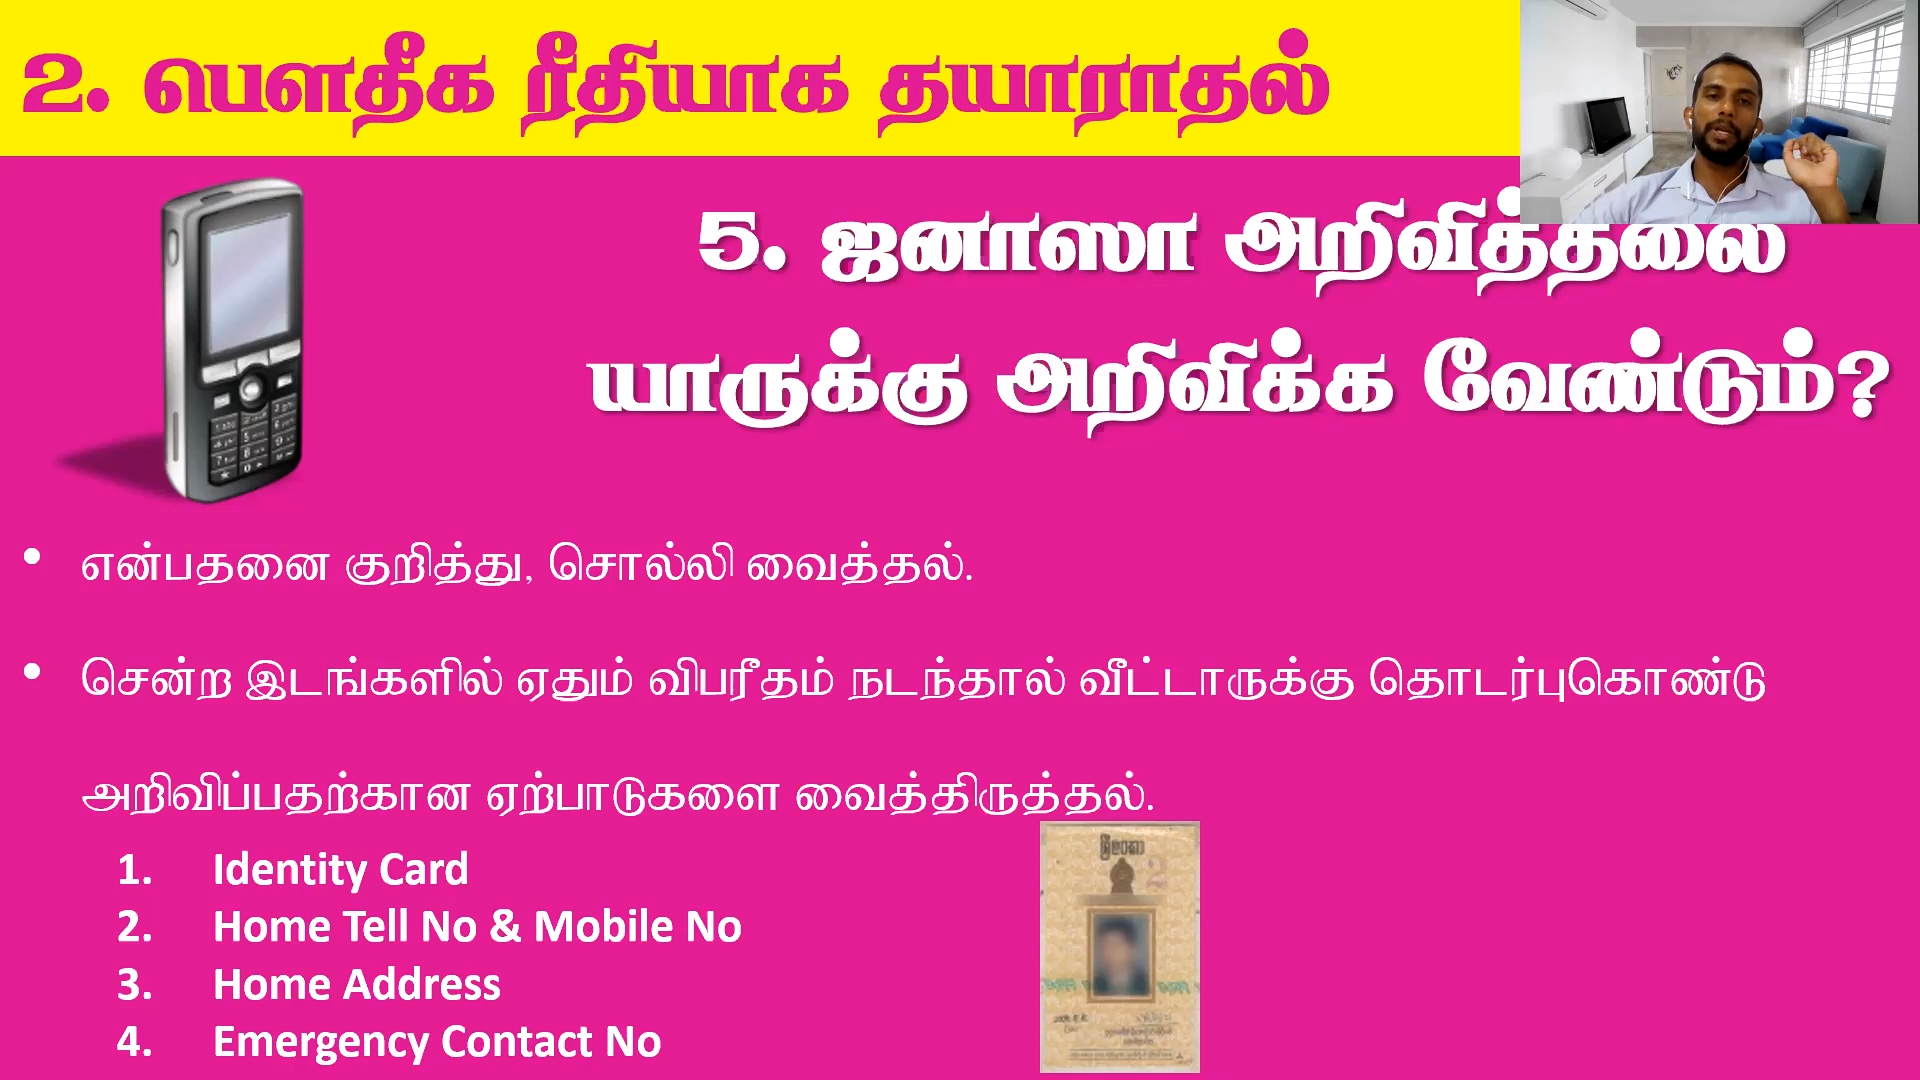 2. பௌதீக ரீதியாக தயாராதல்
5. ஜனாஸா அறிவித்தலை
யாருக்கு அறிவிக்க வேண்டும்?
• என்பதனை குறித்து, சொல்லி வைத்தல்.
• சென்ற இடங்களில் ஏதும் விபரீதம் நடந்தால் வீட்டாருக்கு தொடர்புகொண்டு
அறிவிப்பதற்கான ஏற்பாடுகளை வைத்திருத்தல்.
1. Identity Card
2. Home Tell No & Mobile No
3. Home Address
4. Emergency Contact No